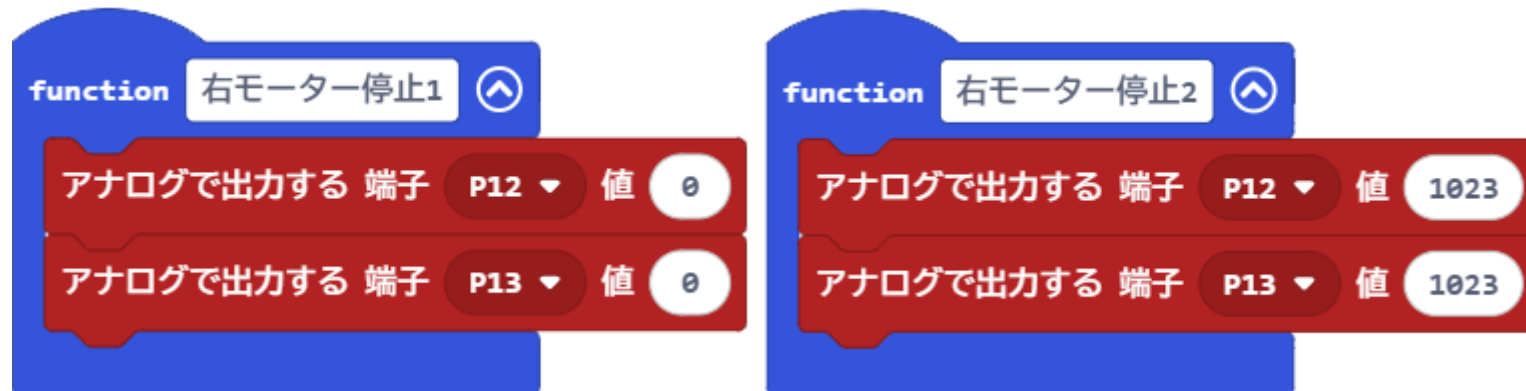 function 右モーター停止1
アナログで出力する 端子 P12 値 0
アナログで出力する 端子 P13 値 0
function 右モーター停止2
アナログで出力する 端子 P12 値 1023
アナログで出力する 端子 P13 値 1023